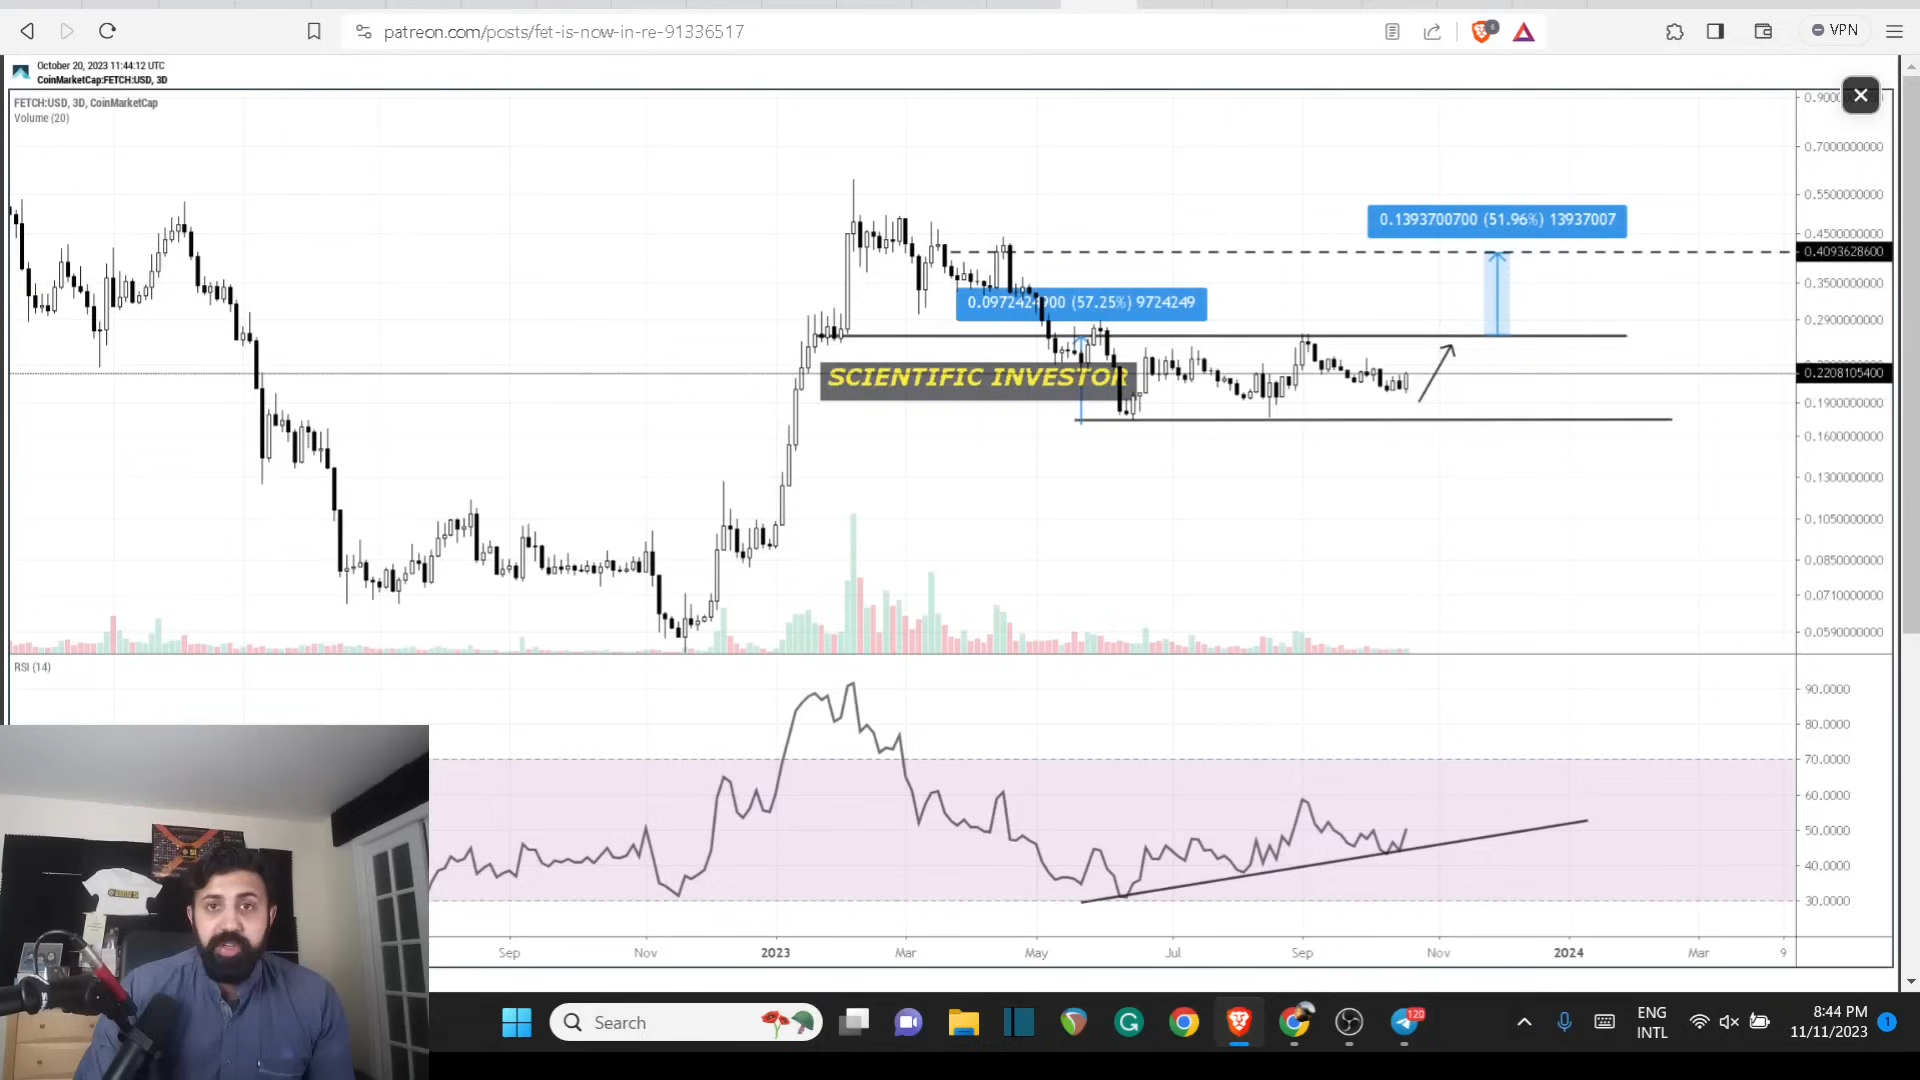 patreon.com/posts/fet-is-now-in-re-91336517
6
VPN
October 20, 2023 11:44:12 UTC
CoinMarketCap:FETCH:USD, 3D
FETCH:USD, 3D, CoinMarketCap
Volume (20)
0.1393700700 (51.96%) 13937007
SCIENTIFIC INVESTOR
0.7000000000
0.5500000000
0.4500000000
0.4093628600
0.3500000000
0.2900000000
0.2208105400
0.1900000000
0.1600000000
0.1300000000
0.1050000000
0.0850000000
0.0710000000
0.0590000000
RSI (14)
90.0000
80.0000
70.0000
60.0000
50.0000
40.0000
30.0000
Sep Nov 2023 Mar May Jul Sep Nov 2024 Mar 9
Search
120
ENG
INTL
8:44 PM
11/11/2023
1